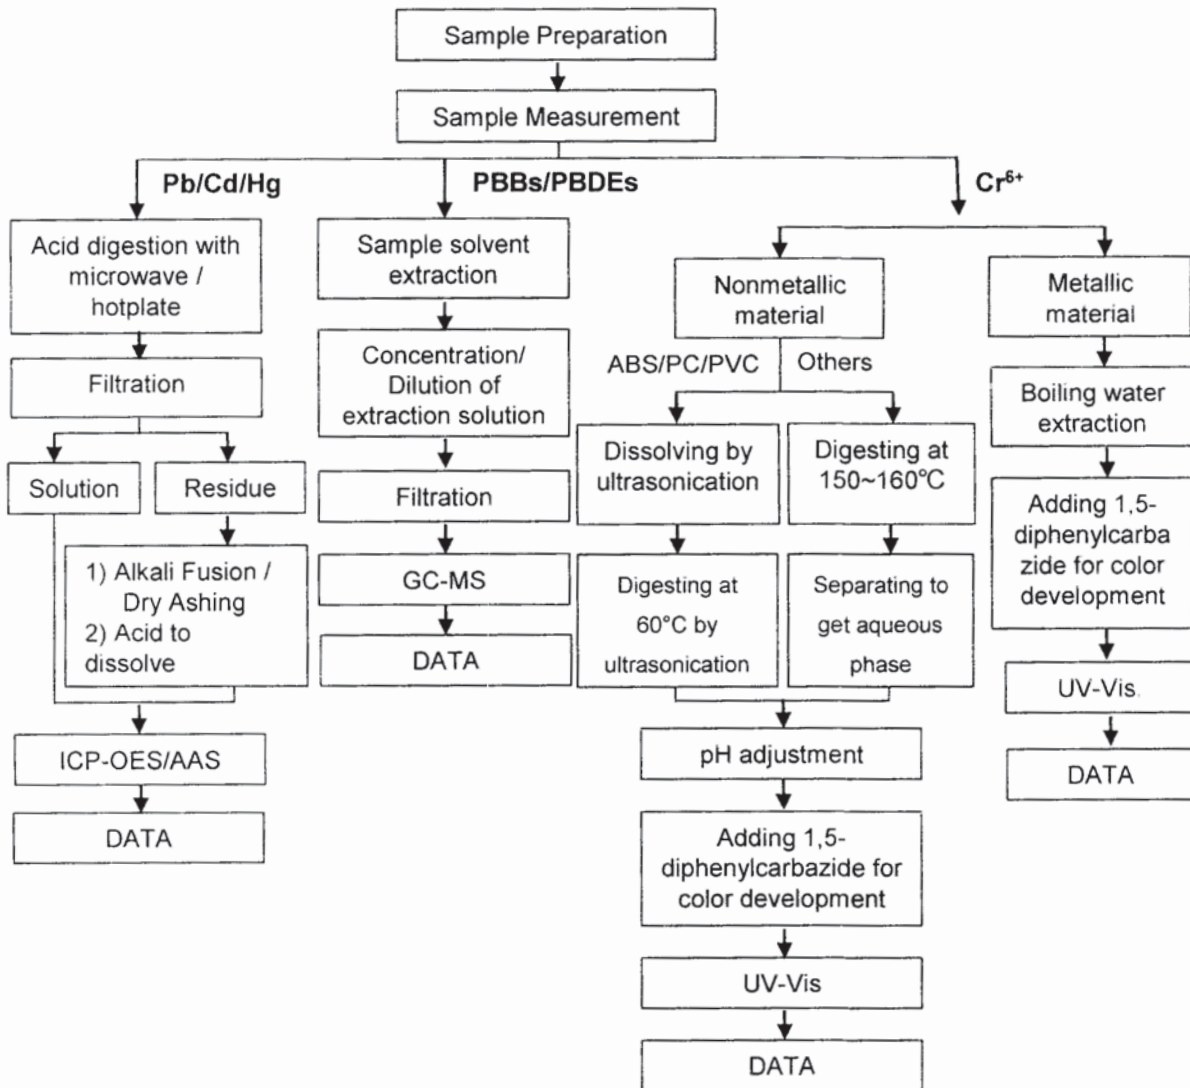 Sample Preparation
Sample Measurement
Pb/Cd/Hg
PBBs/PBDEs
Cr⁶⁺
Acid digestion with
microwave /
hotplate
Filtration
Solution
Residue
1) Alkali Fusion /
Dry Ashing
2) Acid to
dissolve
ICP-OES/AAS
DATA
Sample solvent
extraction
Concentration/
Dilution of
extraction solution
Filtration
GC-MS
DATA
Nonmetallic
material
ABS/PC/PVC
Others
Dissolving by
ultrasonication
Digesting at
60°C by
ultrasonication
Digesting at
150~160°C
Separating to
get aqueous
phase
pH adjustment
Adding 1,5-
diphenylcarbazide for
color development
UV-Vis
DATA
Metallic
material
Boiling water
extraction
Adding 1,5-
diphenylcarba
zide for color
development
UV-Vis.
DATA